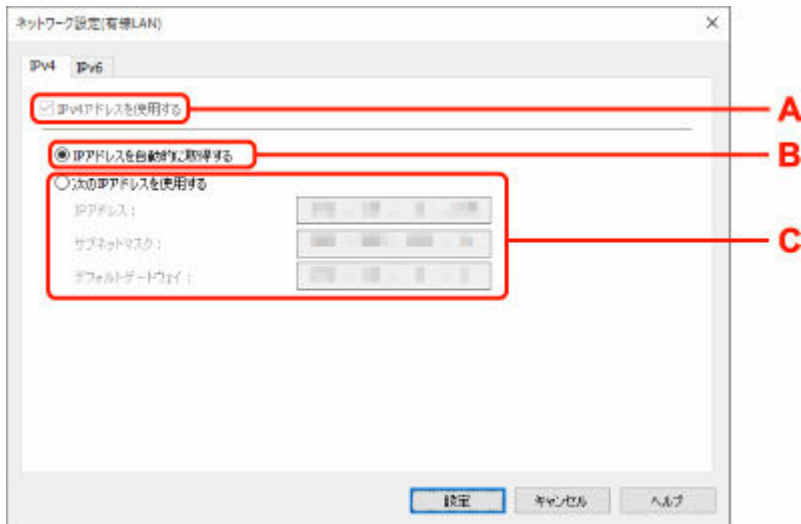 ネットワーク設定(有線LAN)
IPv4 IPv6
IPv4アドレスを使用する
A
IPアドレスを自動的に取得する
B
次のIPアドレスを使用する
IPアドレス:
サブネットマスク:
C
デフォルトゲートウェイ:
設定 キャンセル ヘルプ